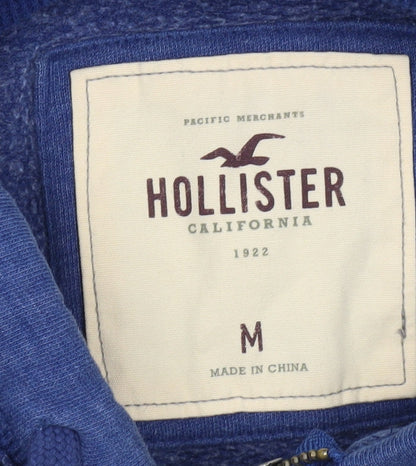 PACIFIC MERCHANTS
HOLLISTER
CALIFORNIA
1922
M
MADE IN CHINA